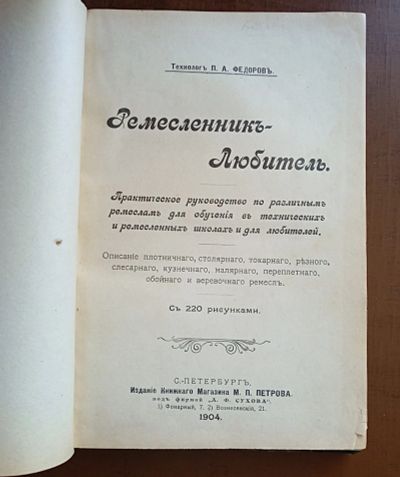 Технологъ П. А. ФЕДОРОВЪ.
Ремесленникъ-
Любитель.
Практическое руководство по различнымъ
ремесламъ для обученія въ техническихъ
и ремесленныхъ школахъ и для любителей.
Описаніе плотничнаго, столярнаго, токарнаго, рѣзного,
слесарнаго, кузнечнаго, малярнаго, переплетнаго,
обойнаго и веревочнаго ремеслъ.
Съ 220 рисунками.
С.-ПЕТЕРБУРГЪ.
Изданіе Книжнаго Магазина М. П. ПЕТРОВА.
подъ фирмой „А. Ф. СУХОВА“.
1) Фонарный, 7. 2) Вознесенскій, 21.
1904.